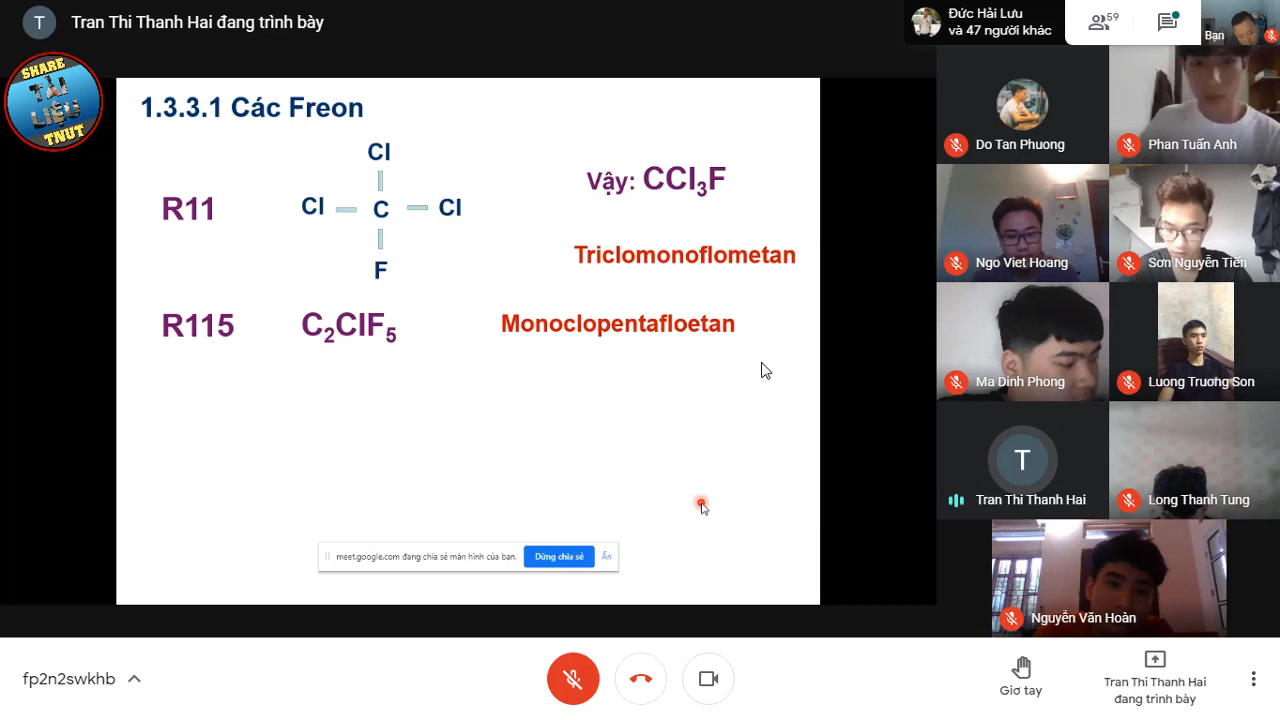 T Tran Thi Thanh Hai đang trình bày
Đức Hải Lưu
và 47 người khác
59
Bạn
SHARE
TÀI
LIỆU
TNUT
1.3.3.1 Các Freon
Cl
R11
Cl
C
Cl
F
Vậy: CCl₃F
Triclomonoflometan
R115
C₂ClF₅
Monoclopentafloetan
meet.google.com đang chia sẻ màn hình của bạn.
Dừng chia sẻ
Ẩn
Do Tan Phuong
Phan Tuấn Anh
Ngo Viet Hoang
Sơn Nguyễn Tiến
Ma Dinh Phong
Luong Truong Son
T
Tran Thi Thanh Hai
Long Thanh Tung
Nguyễn Văn Hoàn
fp2n2swkhb
Giơ tay
Tran Thi Thanh Hai
đang trình bày